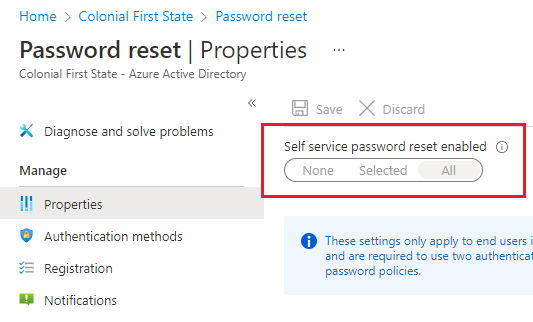 Home > Colonial First State > Password reset
Password reset | Properties ...
Colonial First State - Azure Active Directory
«
Save Discard
Diagnose and solve problems
Self service password reset enabled
None Selected All
Manage
Properties
Authentication methods
Registration
Notifications
These settings only apply to end users i
and are required to use two authentica
password policies.